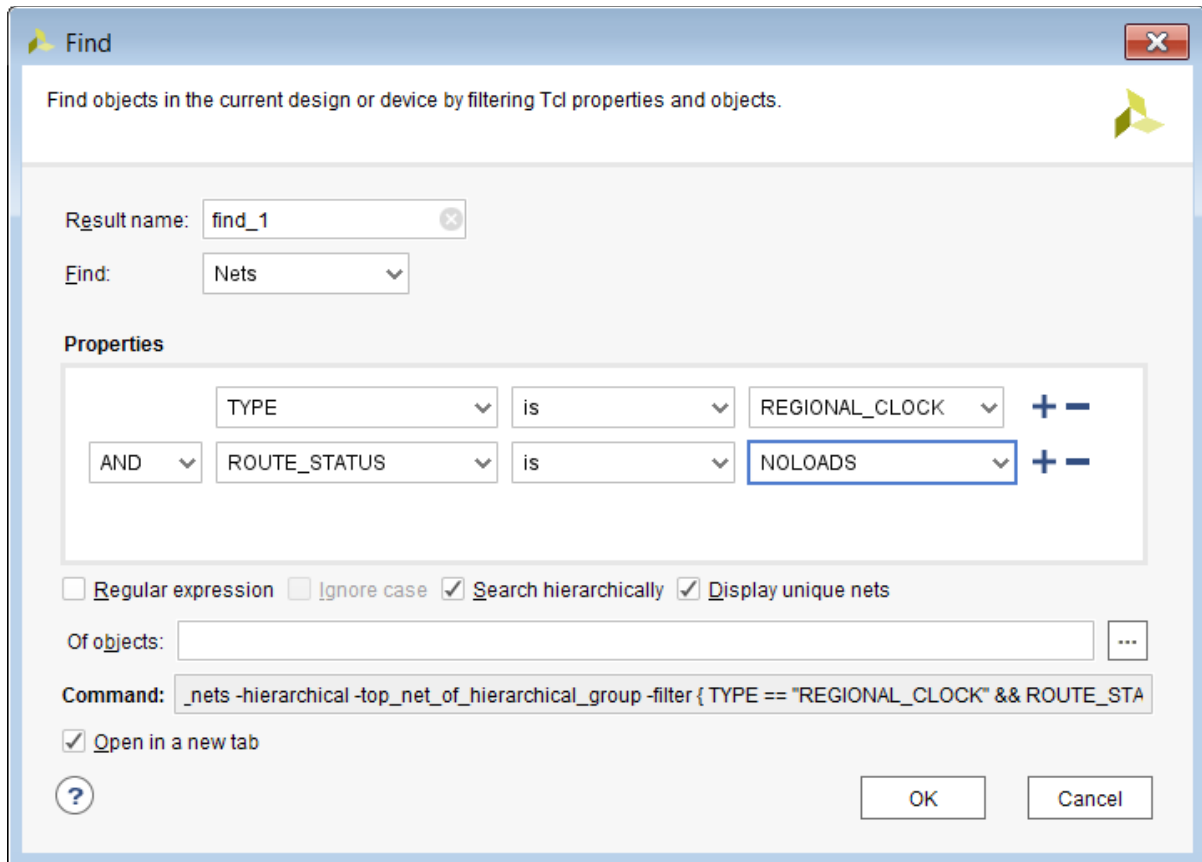 Find
Find objects in the current design or device by filtering Tcl properties and objects.
Result name: find_1
Find: Nets
Properties
TYPE is REGIONAL_CLOCK
AND ROUTE_STATUS is NOLOADS
Regular expression Ignore case Search hierarchically Display unique nets
Of objects: ...
Command: _nets -hierarchical -top_net_of_hierarchical_group -filter { TYPE == "REGIONAL_CLOCK" && ROUTE_STA
Open in a new tab
? OK Cancel